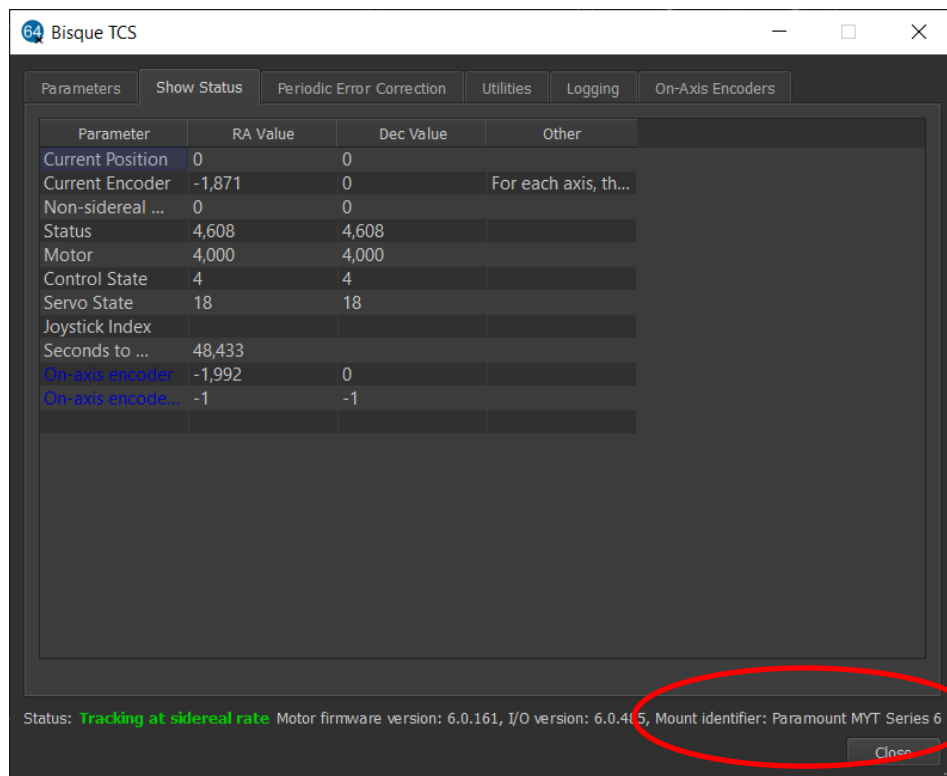 64 Bisque TCS
Parameters Show Status Periodic Error Correction Utilities Logging On-Axis Encoders
Parameter RA Value Dec Value Other
Current Position 0 0
Current Encoder -1,871 0 For each axis, th...
Non-sidereal ... 0 0
Status 4,608 4,608
Motor 4,000 4,000
Control State 4 4
Servo State 18 18
Joystick Index
Seconds to ... 48,433
On-axis encoder -1,992 0
On-axis encode... -1 -1
Status: Tracking at sidereal rate Motor firmware version: 6.0.161, I/O version: 6.0.485, Mount identifier: Paramount MYT Series 6
Close